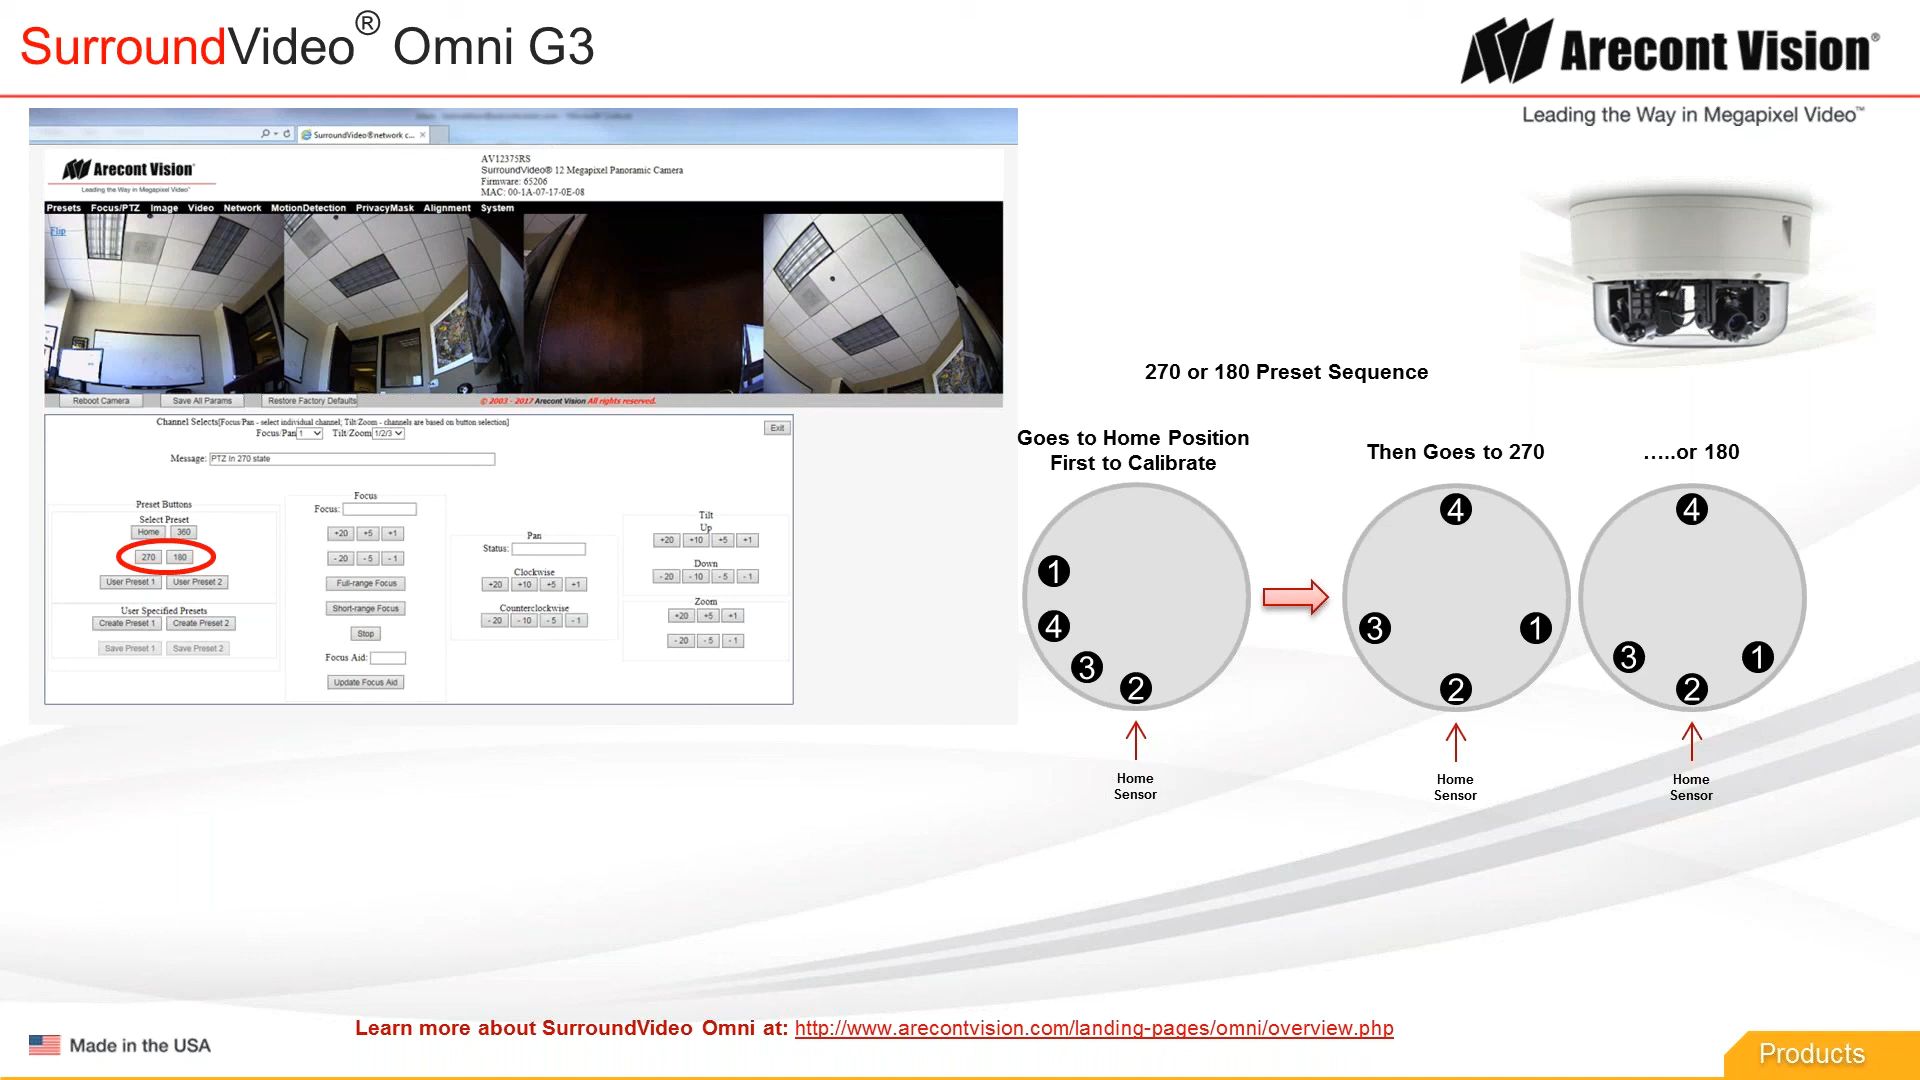 SurroundVideo® Omni G3
Arecont Vision®
Leading the Way in Megapixel Video™
SurroundVideo®network c...
Arecont Vision
Leading the Way in Megapixel Video
AV12375RS
SurroundVideo® 12 Megapixel Panoramic Camera
Firmware: 65206
MAC: 00-1A-07-17-0E-08
Presets Focus/PTZ Image Video Network MotionDetection PrivacyMask Alignment System
Flip
Reboot Camera Save All Params Restore Factory Defaults
© 2003 - 2017 Arecont Vision All rights reserved.
Channel Selects[Focus/Pan - select individual channel; Tilt/Zoom - channels are based on button selection]
Focus/Pan 1 Tilt/Zoom 1/2/3
Exit
Message: PTZ in 270 state
Preset Buttons
Select Preset
Home 360
270 180
User Preset 1 User Preset 2
User Specified Presets
Create Preset 1 Create Preset 2
Save Preset 1 Save Preset 2
Focus
Focus:
+20 +5 +1
- 20 - 5 - 1
Full-range Focus
Short-range Focus
Stop
Focus Aid:
Update Focus Aid
Pan
Status:
Clockwise
+20 +10 +5 +1
Counterclockwise
- 20 - 10 - 5 - 1
Tilt
Up
+20 +10 +5 +1
Down
- 20 - 10 - 5 - 1
Zoom
+20 +5 +1
- 20 - 5 - 1
270 or 180 Preset Sequence
Goes to Home Position
First to Calibrate
1
4
3
2
Home
Sensor
Then Goes to 270
4
3
1
2
Home
Sensor
…..or 180
4
3
1
2
Home
Sensor
Learn more about SurroundVideo Omni at: http://www.arecontvision.com/landing-pages/omni/overview.php
Made in the USA
Products